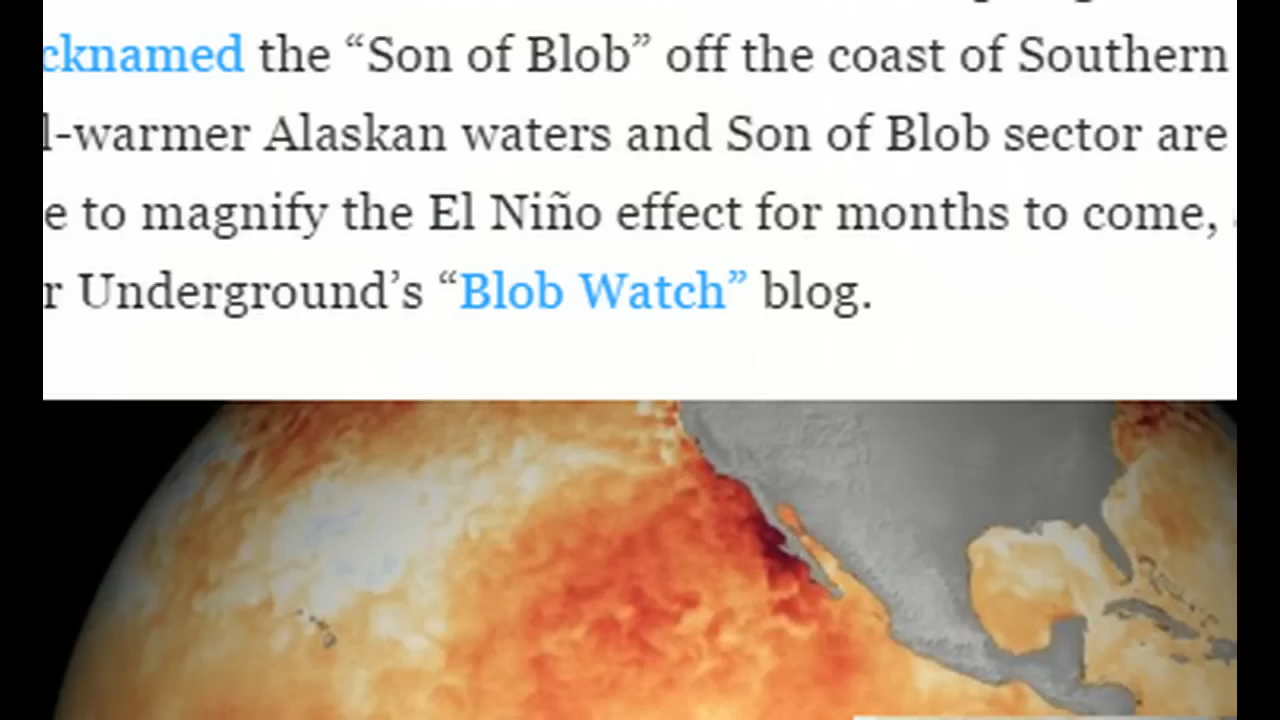 cknamed the “Son of Blob” off the coast of Southern
l-warmer Alaskan waters and Son of Blob sector are
e to magnify the El Niño effect for months to come,
r Underground’s “Blob Watch” blog.